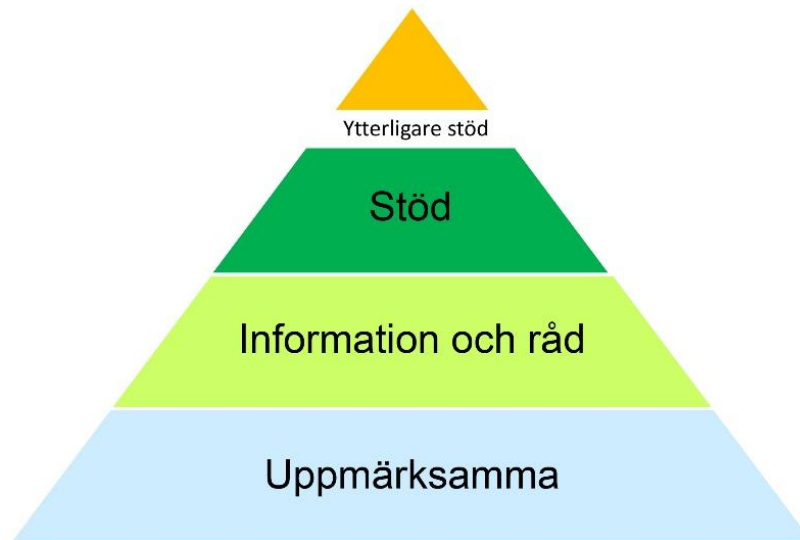 Ytterligare stöd
Stöd
Information och råd
Uppmärksamma